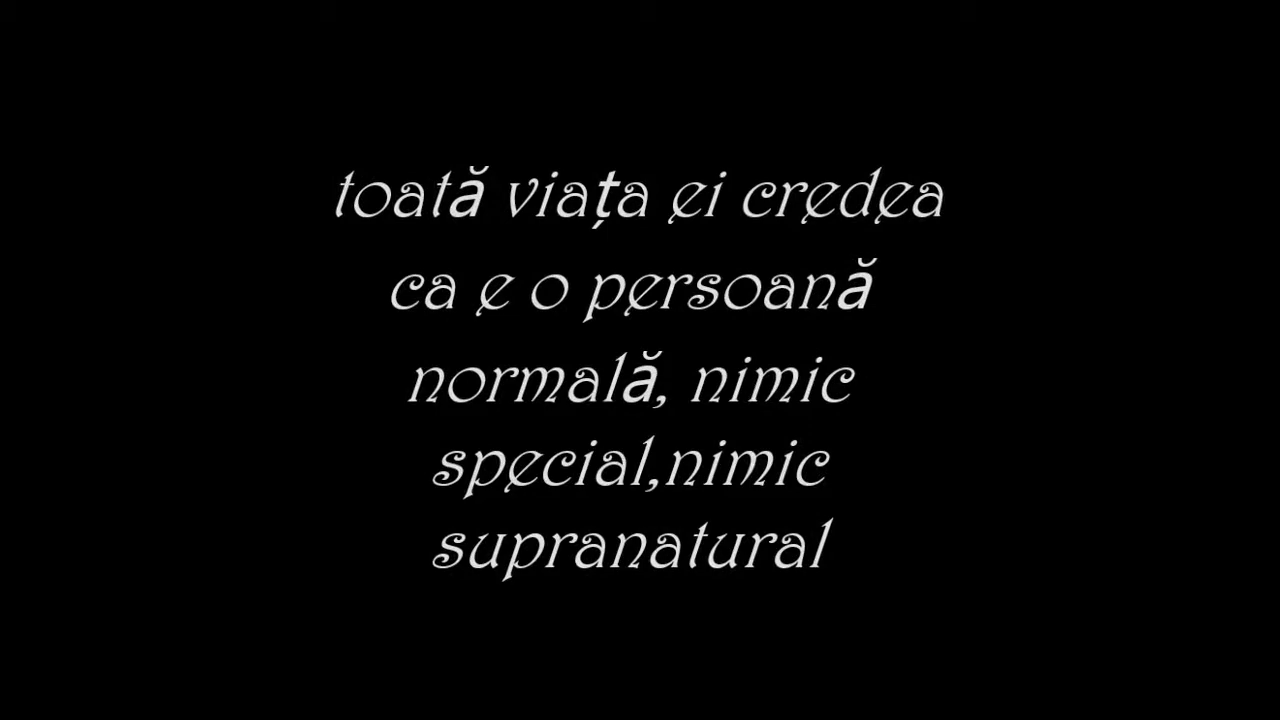 toată viața ei credea
ca e o persoană
normală, nimic
special,nimic
supranatural